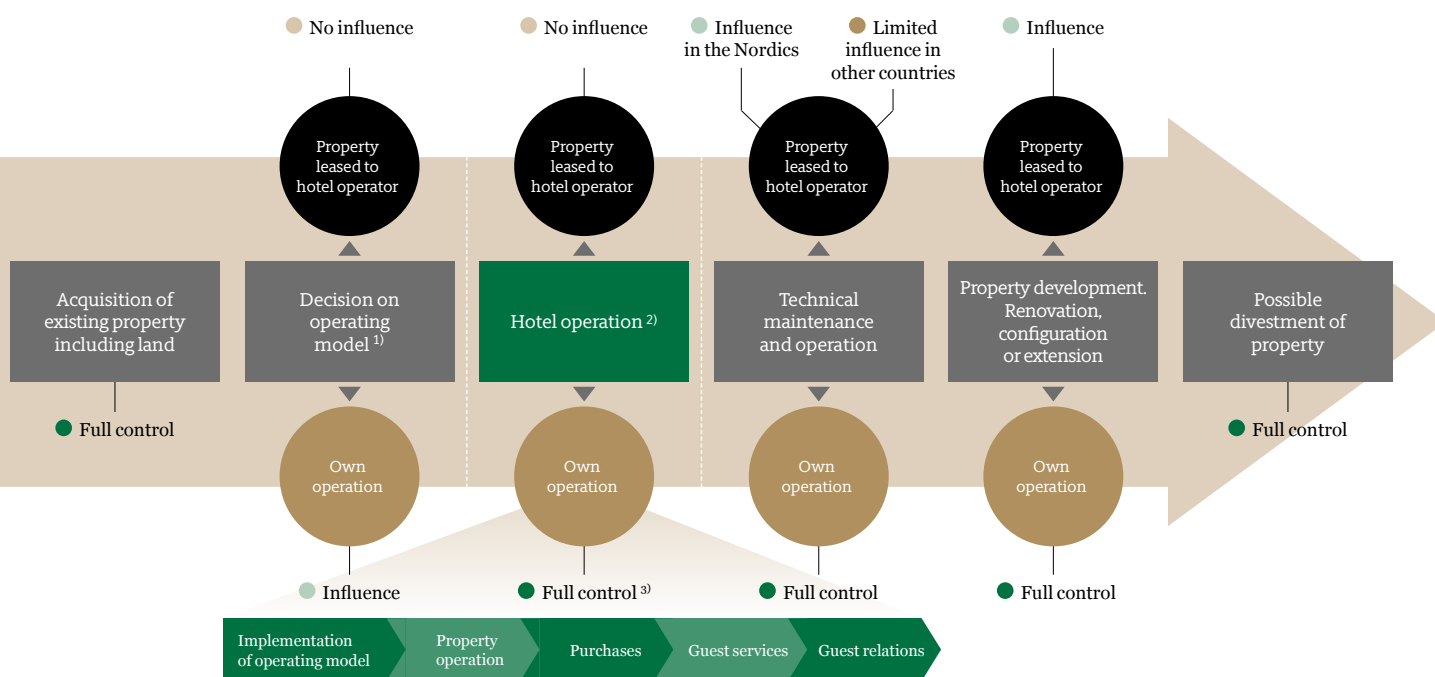 No influence
No influence
Influence
in the Nordics
Limited
influence in
other countries
Influence
Property
leased to
hotel operator
Property
leased to
hotel operator
Property
leased to
hotel operator
Property
leased to
hotel operator
Acquisition of
existing property
including land
Decision on
operating
model 1)
Hotel operation 2)
Technical
maintenance
and operation
Property development.
Renovation,
configuration
or extension
Possible
divestment of
property
Full control
Full control
Own
operation
Own
operation
Own
operation
Own
operation
Influence
Full control 3)
Full control
Full control
Implementation
of operating model
Property
operation
Purchases
Guest services
Guest relations